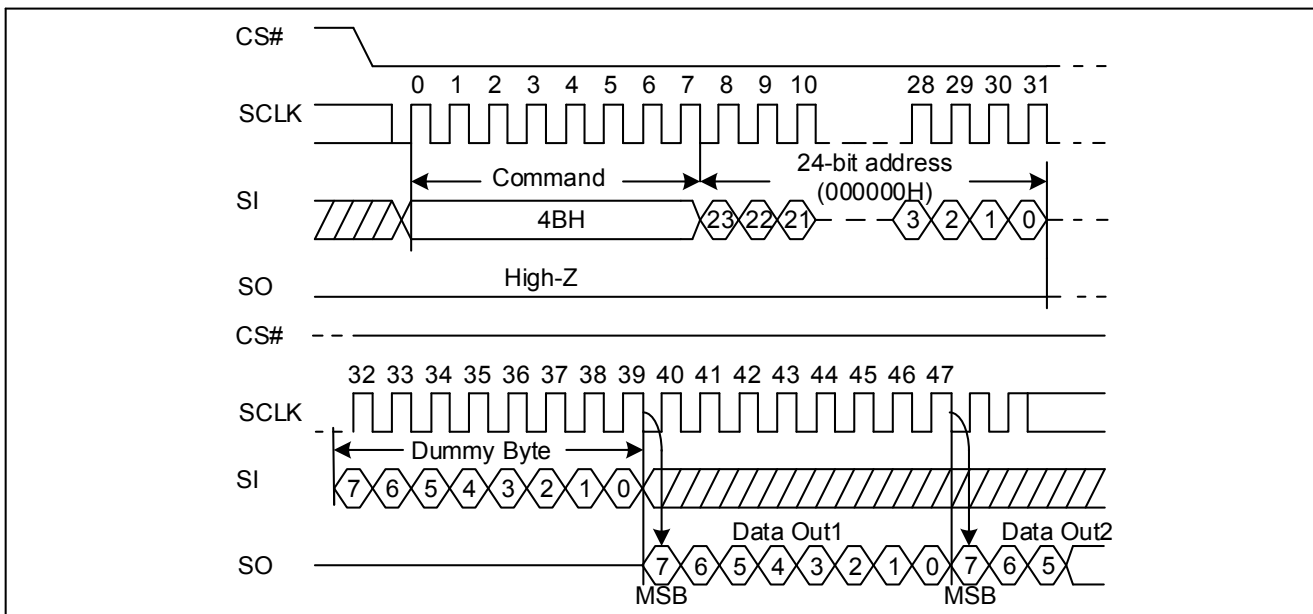 CS#
0 1 2 3 4 5 6 7 8 9 10 28 29 30 31
SCLK
Command 24-bit address
(000000H)
SI
4BH 23 22 21 3 2 1 0
High-Z
SO
CS#
32 33 34 35 36 37 38 39 40 41 42 43 44 45 46 47
SCLK
Dummy Byte
SI
7 6 5 4 3 2 1 0
Data Out1 Data Out2
SO
7 6 5 4 3 2 1 0 7 6 5
MSB MSB